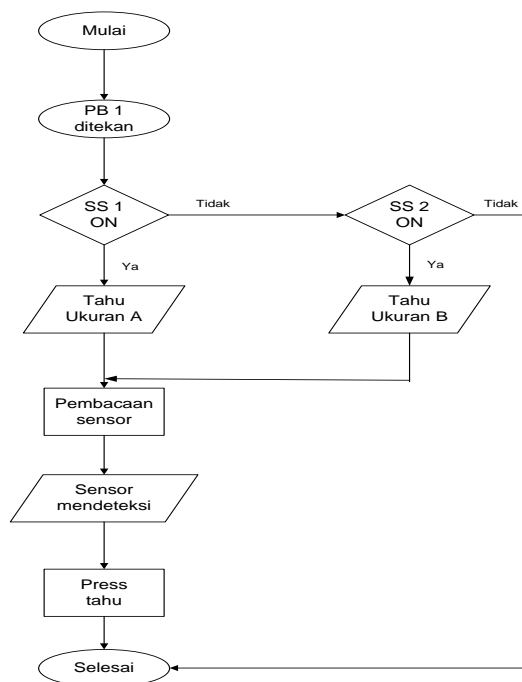 Mulai
PB 1
ditekan
SS 1
ON
Tidak
SS 2
ON
Tidak
Ya
Ya
Tahu
Ukuran A
Tahu
Ukuran B
Pembacaan
sensor
Sensor
mendeteksi
Press
tahu
Selesai